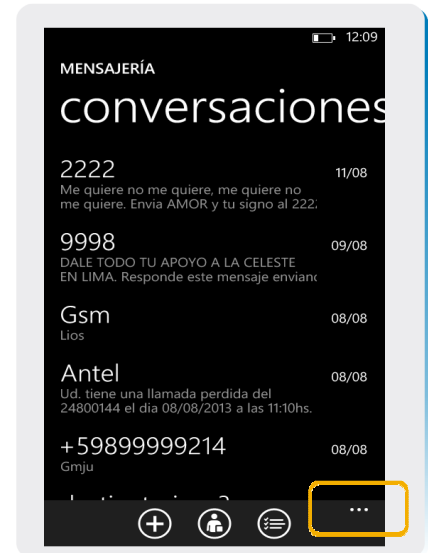 12:09
MENSAJERÍA
conversaciones
2222
11/08
Me quiere no me quiere, me quiere no
me quiere. Envia AMOR y tu signo al 2222
9998
09/08
DALE TODO TU APOYO A LA CELESTE
EN LIMA. Responde este mensaje
Gsm
08/08
Lios
Antel
08/08
Ud. tiene una llamada perdida del
24800144 el dia 08/08/2013 a las 11:10hs.
+59899999214
08/08
Gmju
...